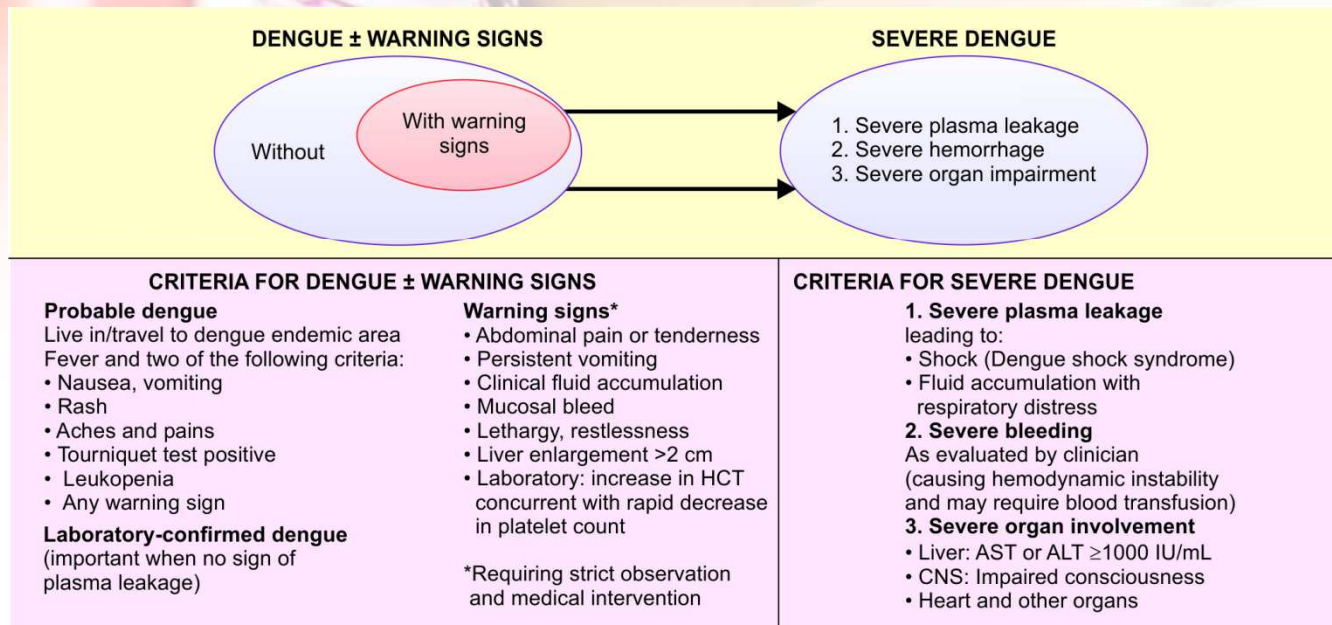 DENGUE ± WARNING SIGNS
Without
With warning
signs
SEVERE DENGUE
1. Severe plasma leakage
2. Severe hemorrhage
3. Severe organ impairment
CRITERIA FOR DENGUE ± WARNING SIGNS
Probable dengue
Live in/travel to dengue endemic area
Fever and two of the following criteria:
• Nausea, vomiting
• Rash
• Aches and pains
• Tourniquet test positive
• Leukopenia
• Any warning sign
Laboratory-confirmed dengue
(important when no sign of
plasma leakage)
Warning signs*
• Abdominal pain or tenderness
• Persistent vomiting
• Clinical fluid accumulation
• Mucosal bleed
• Lethargy, restlessness
• Liver enlargement >2 cm
• Laboratory: increase in HCT
concurrent with rapid decrease
in platelet count
*Requiring strict observation
and medical intervention
CRITERIA FOR SEVERE DENGUE
1. Severe plasma leakage
leading to:
• Shock (Dengue shock syndrome)
• Fluid accumulation with
respiratory distress
2. Severe bleeding
As evaluated by clinician
(causing hemodynamic instability
and may require blood transfusion)
3. Severe organ involvement
• Liver: AST or ALT ≥1000 IU/mL
• CNS: Impaired consciousness
• Heart and other organs